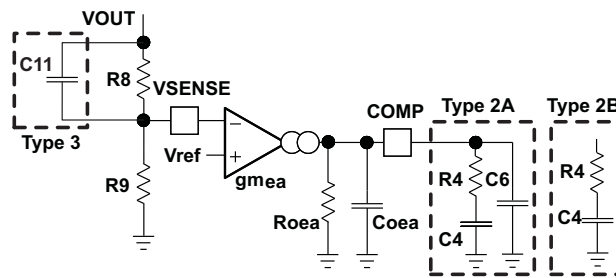 VOUT
C11
R8
VSENSE
Type 3
R9
Vref
−
+
gmea
COMP
Roea
Coea
Type 2A
R4
C6
C4
Type 2B
R4
C4